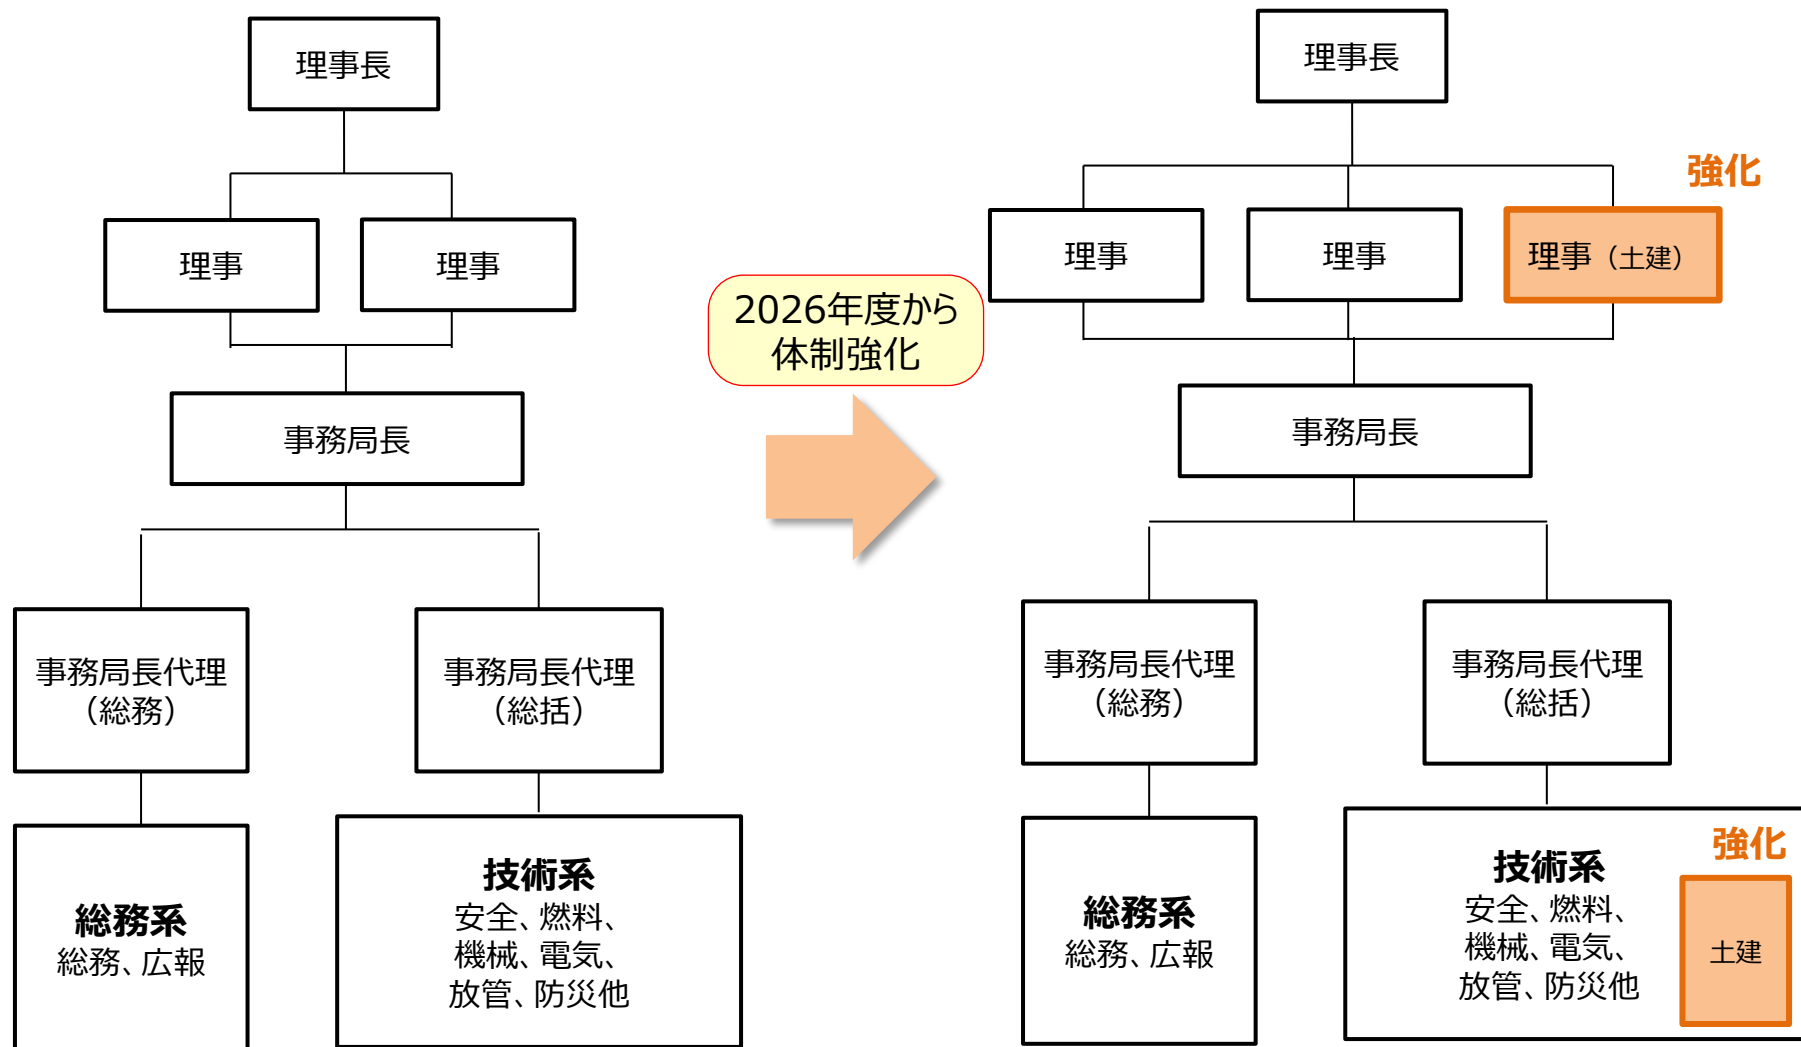 理事長
理事
理事
事務局長
事務局長代理
（総務）
事務局長代理
（総括）
総務系
総務、広報
技術系
安全、燃料、
機械、電気、
放管、防災他
2026年度から
体制強化
理事長
強化
理事
理事
理事（土建）
事務局長
事務局長代理
（総務）
事務局長代理
（総括）
総務系
総務、広報
技術系
安全、燃料、
機械、電気、
放管、防災他
強化
土建